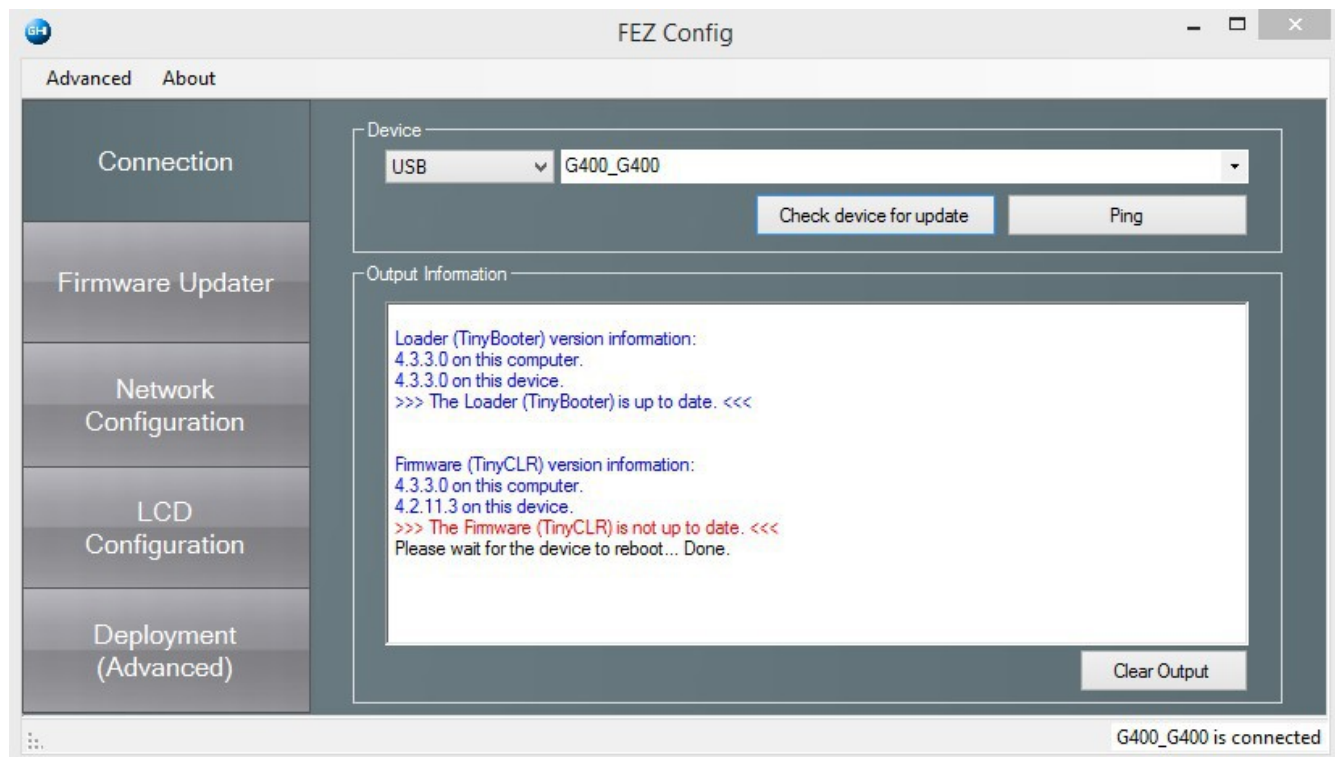 GHI
FEZ Config
Advanced About
Connection
Firmware Updater
Network
Configuration
LCD
Configuration
Deployment
(Advanced)
Device
USB
G400_G400
Check device for update
Ping
Output Information
Loader (TinyBooter) version information:
4.3.3.0 on this computer.
4.3.3.0 on this device.
>>> The Loader (TinyBooter) is up to date. <<<
Firmware (TinyCLR) version information:
4.3.3.0 on this computer.
4.2.11.3 on this device.
>>> The Firmware (TinyCLR) is not up to date. <<<
Please wait for the device to reboot... Done.
Clear Output
G400_G400 is connected